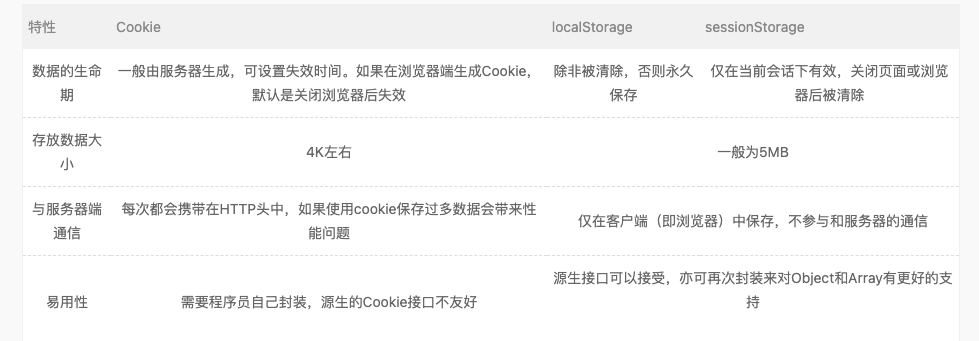 特性 Cookie localStorage sessionStorage
数据的生命
期
一般由服务器生成，可设置失效时间。如果在浏览器端生成Cookie，
默认是关闭浏览器后失效
除非被清除，否则永久
保存
仅在当前会话下有效，关闭页面或浏览
器后被清除
存放数据大
小
4K左右
一般为5MB
与服务器端
通信
每次都会携带在HTTP头中，如果使用cookie保存过多数据会带来性
能问题
仅在客户端（即浏览器）中保存，不参与和服务器的通信
易用性
需要程序员自己封装，源生的Cookie接口不友好
源生接口可以接受，亦可再次封装来对Object和Array有更好的支
持